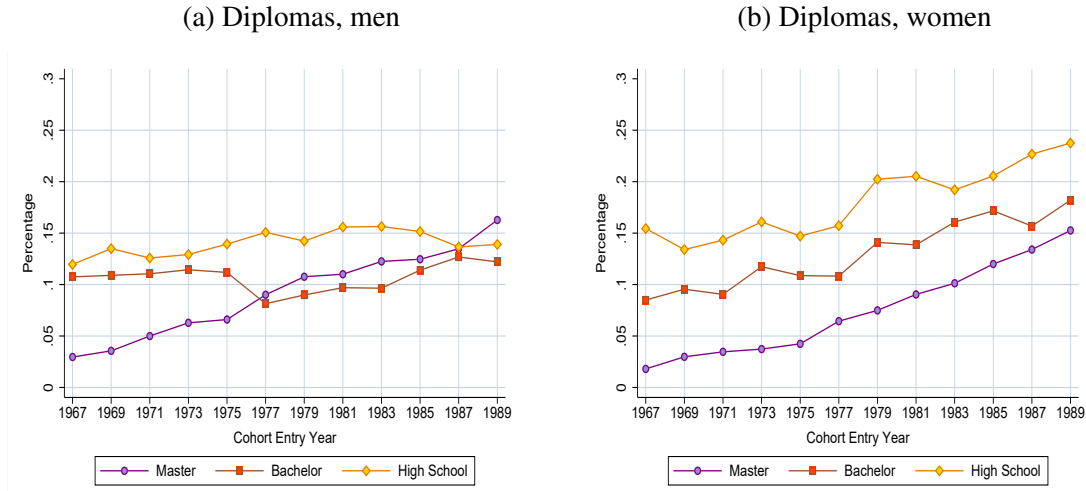 (a) Diplomas, men
.3
.25
.2
.15
.1
.05
0
Percentage
1967 1969 1971 1973 1975 1977 1979 1981 1983 1985 1987 1989
Cohort Entry Year
Master Bachelor High School
(b) Diplomas, women
.3
.25
.2
.15
.1
.05
0
Percentage
1967 1969 1971 1973 1975 1977 1979 1981 1983 1985 1987 1989
Cohort Entry Year
Master Bachelor High School